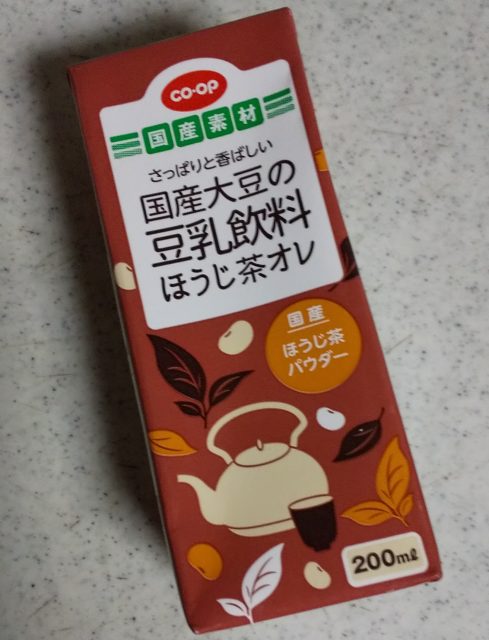 CO·OP
国産素材
さっぱりと香ばしい
国産大豆の
豆乳飲料
ほうじ茶オレ
国産
ほうじ茶
パウダー
200ml